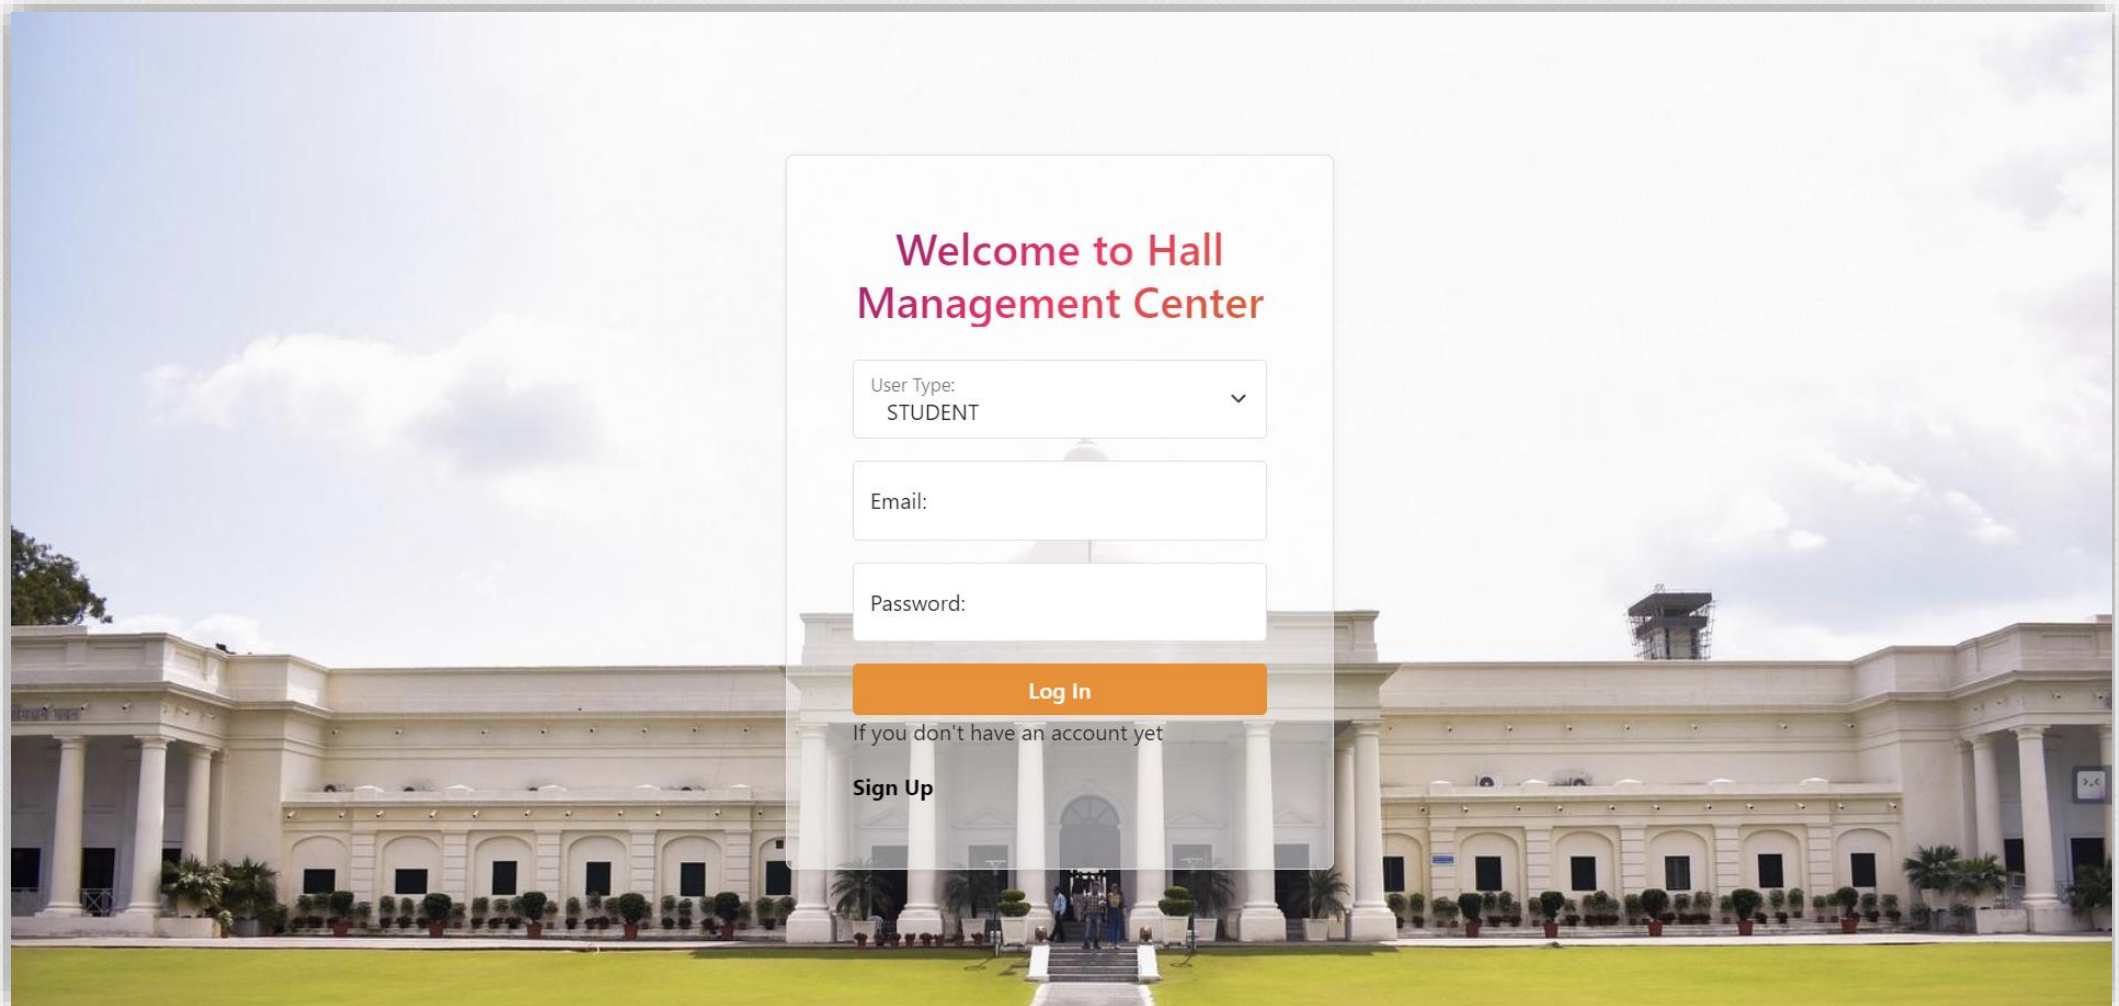 Welcome to Hall
Management Center
User Type:
STUDENT
Email:
Password:
Log In
If you don't have an account yet
Sign Up